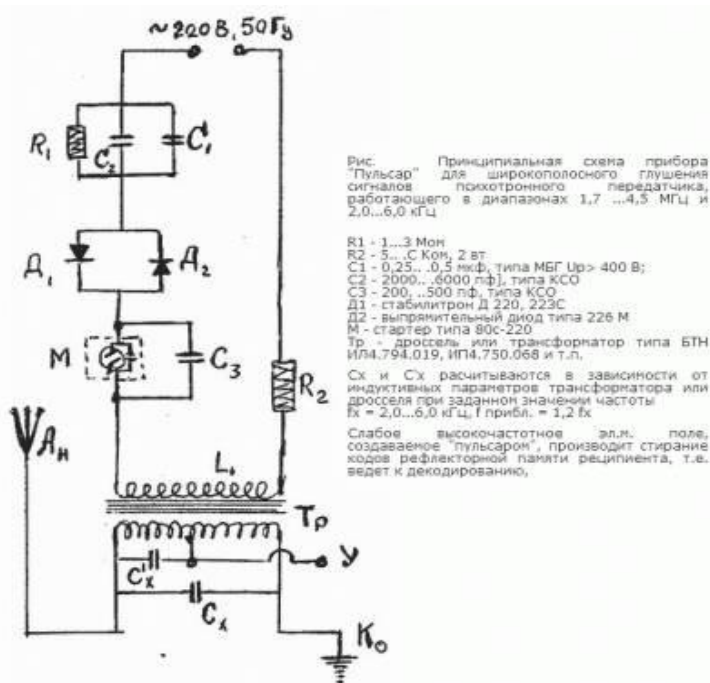 ~220В, 50Гц
R₁
C₂
C₁
Д₁
Д₂
М
C₃
R₂
Ан
L₁
Тр
C'x
У
Cx
K₀
Рис. Принципиальная схема прибора
"Пульсар" для широкополосного глушения
сигналов психотронного передатчика,
работающего в диапазонах 1,7 ...4,5 МГц и
2,0...6,0 кГц
R1 - 1...3 Мом
R2 - 5.. .С Ком, 2 вт
С1 - 0,25.. .0,5 мкф, типа МБГ Up> 400 В;
С2 - 2000.. .6000 пф], типа КСО
С3 - 200, ..500 пф, типа КСО
Д1 - стабилитрон Д 220, 223С
Д2 - выпрямительный диод типа 226 М
М - стартер типа 80с-220
Тр - дроссель или трансформатор типа БТН
ИЛ4.794.019, ИП4.750.068 и т.п.
Сх и С'х расчитываются в зависимости от
индуктивных параметров трансформатора или
дросселя при заданном значении частоты
fx = 2,0...6,0 кГц, f прибл. = 1,2 fx
Слабое высокочастотное эл.м. поле,
создаваемое "пульсаром", производит стирание
кодов рефлекторной памяти реципиента, т.е.
ведет к декодированию,